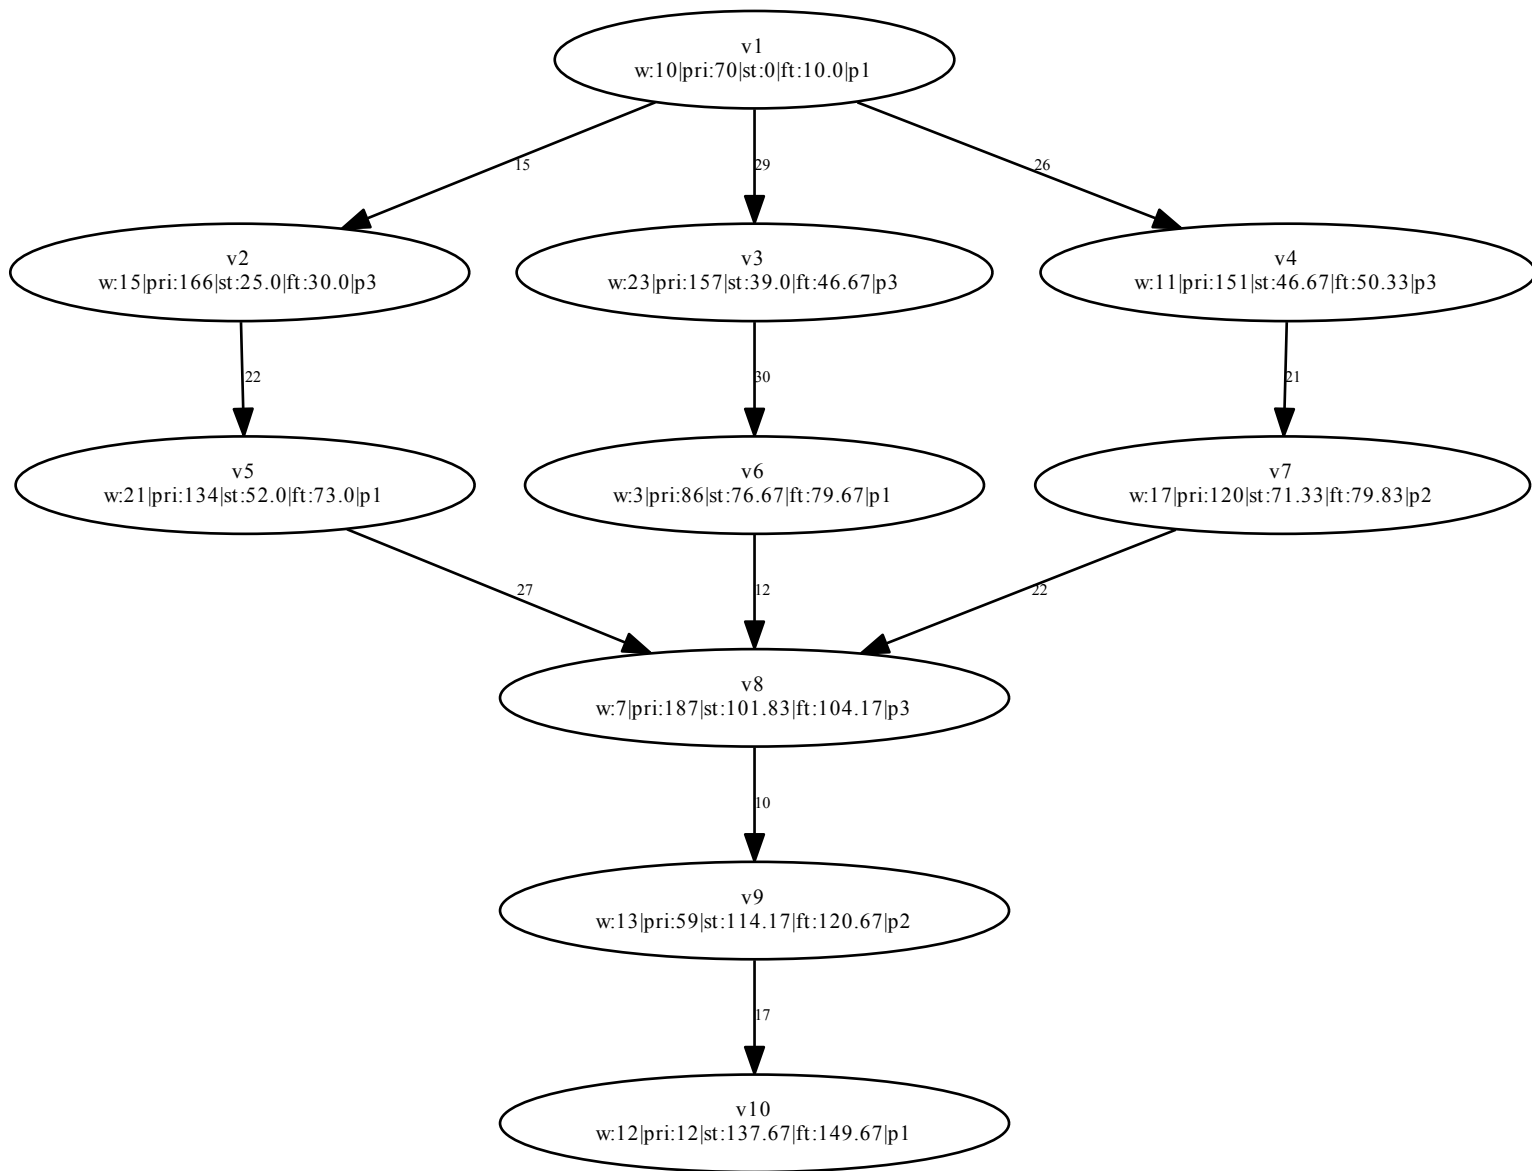 v1
w:10|pri:70|st:0|ft:10.0|p1
15
29
26
v2
w:15|pri:166|st:25.0|ft:30.0|p3
v3
w:23|pri:157|st:39.0|ft:46.67|p3
v4
w:11|pri:151|st:46.67|ft:50.33|p3
22
30
21
v5
w:21|pri:134|st:52.0|ft:73.0|p1
v6
w:3|pri:86|st:76.67|ft:79.67|p1
v7
w:17|pri:120|st:71.33|ft:79.83|p2
27
12
22
v8
w:7|pri:187|st:101.83|ft:104.17|p3
10
v9
w:13|pri:59|st:114.17|ft:120.67|p2
17
v10
w:12|pri:12|st:137.67|ft:149.67|p1